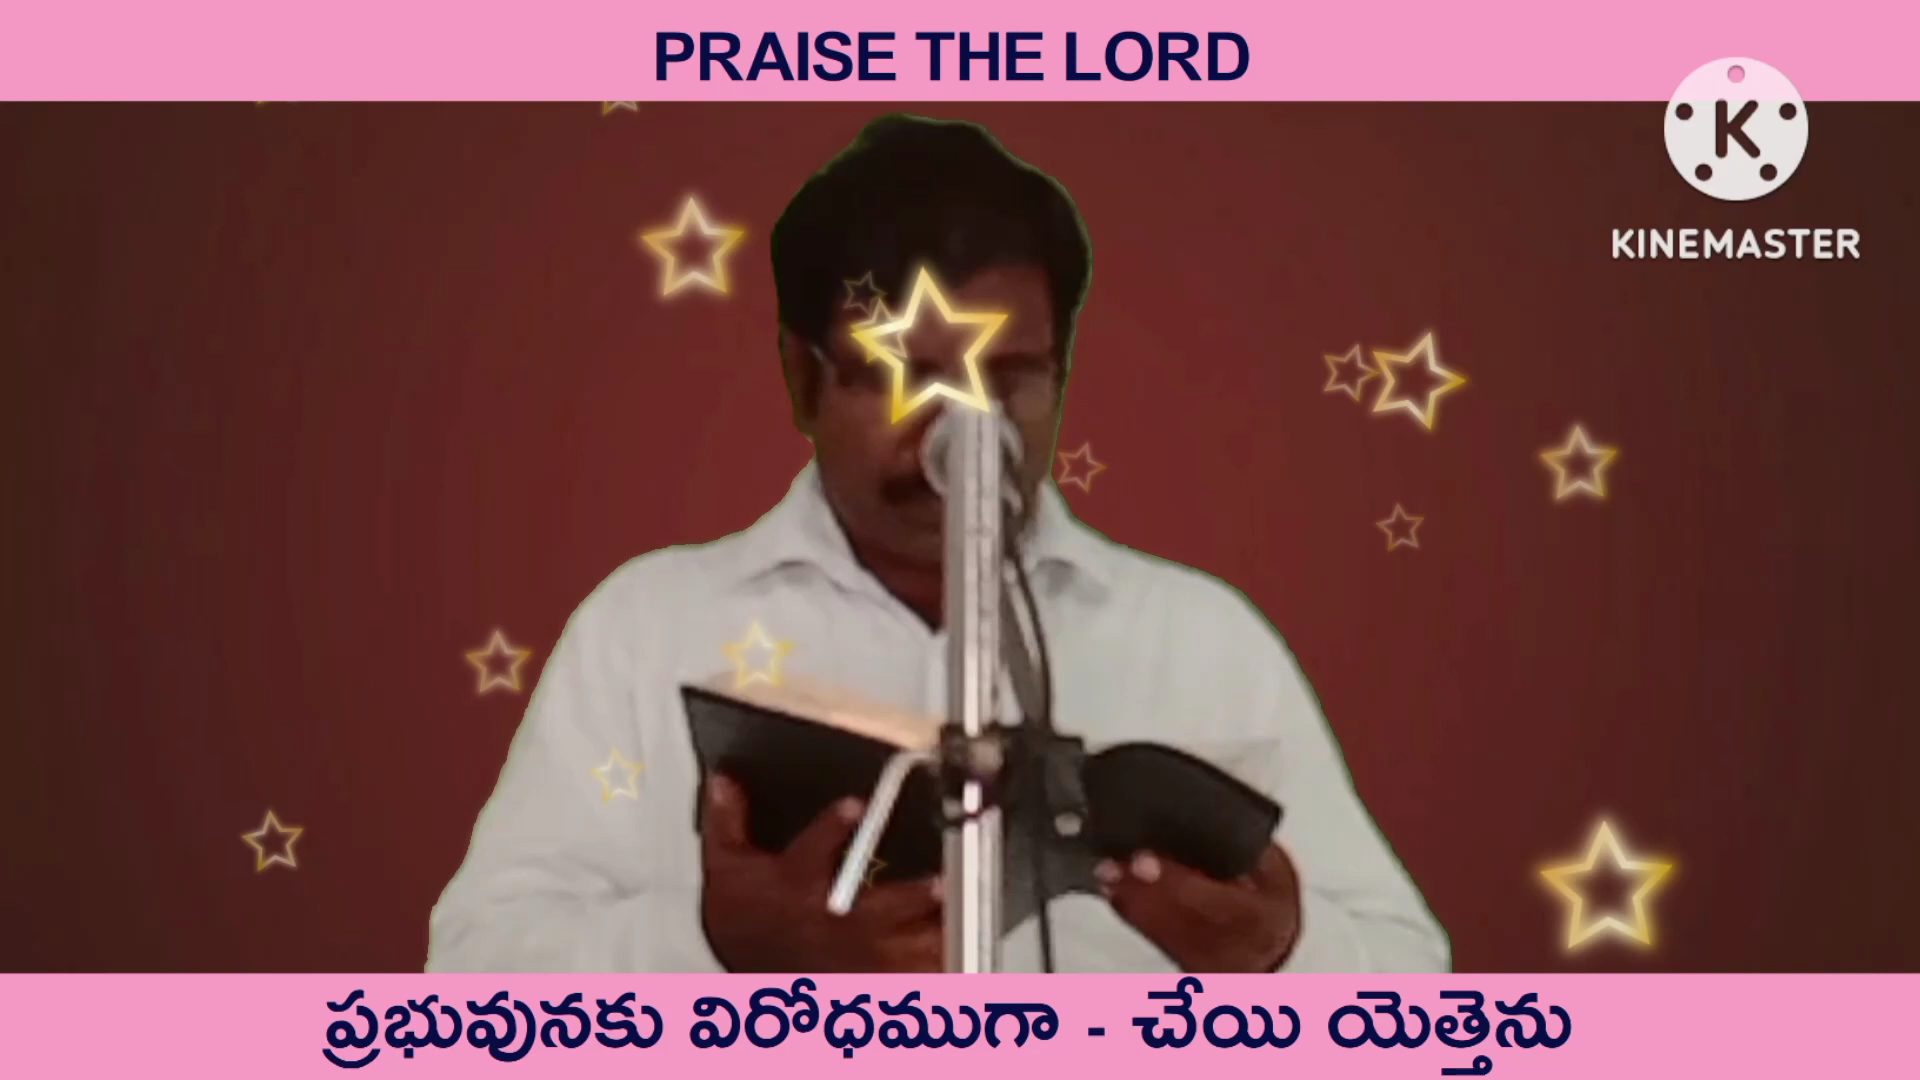 PRAISE THE LORD
K
KINEMASTER
ప్రభువునకు విరోధముగా - చేయి యెత్తెను